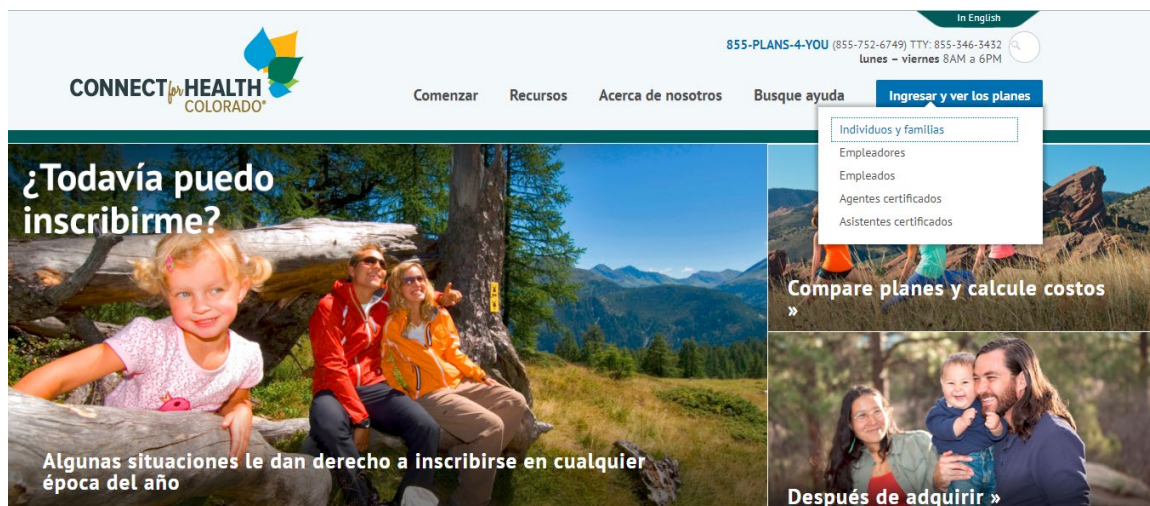 In English
855-PLANS-4-YOU (855-752-6749) TTY: 855-346-3432
lunes – viernes 8AM a 6PM
CONNECT for HEALTH
COLORADO®
Comenzar Recursos Acerca de nosotros Busque ayuda Ingresar y ver los planes
Individuos y familias
Empleadores
Empleados
Agentes certificados
Asistentes certificados
¿Todavía puedo
inscribirme?
Algunas situaciones le dan derecho a inscribirse en cualquier
época del año
Compare planes y calcule costos
»
Después de adquirir »